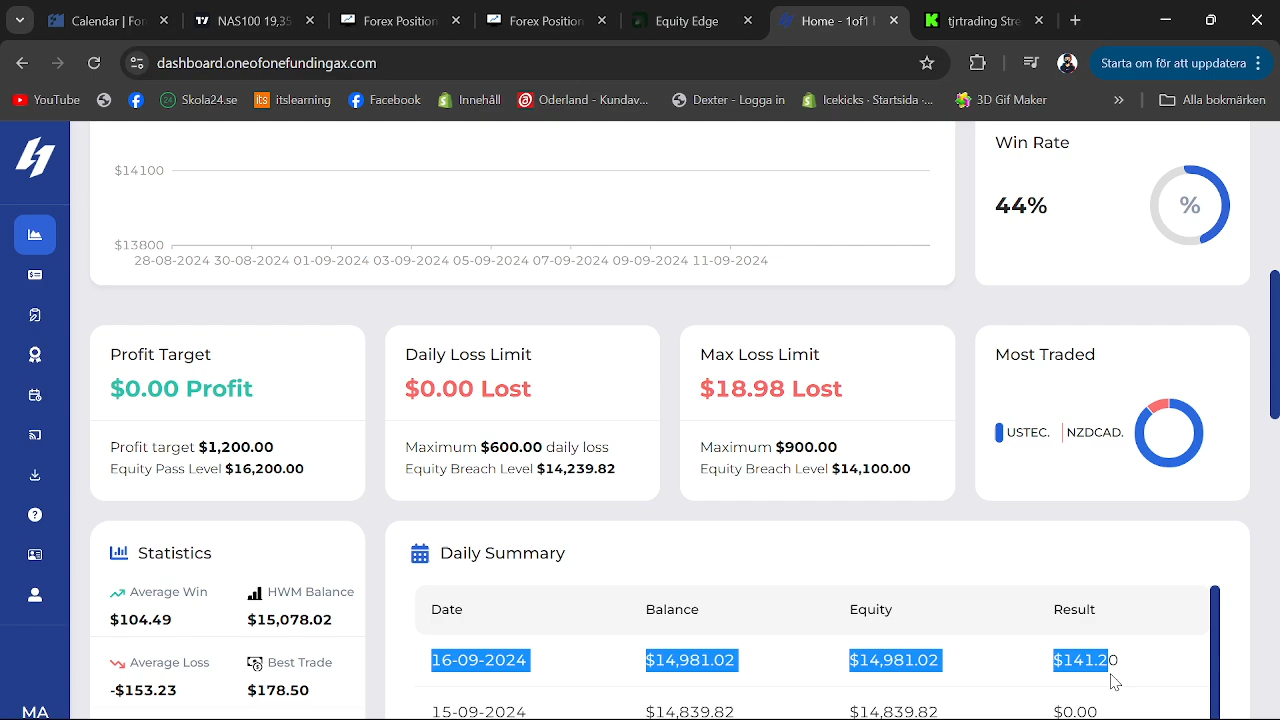 Calendar | For
NAS100 19,35
Forex Position
Forex Position
Equity Edge
Home - 1of1
tjrtrading Stre
dashboard.oneofonefundingax.com
Starta om för att uppdatera
YouTube
Skola24.se
its itslearning
Facebook
Innehåll
Oderland - Kundav...
Dexter - Logga in
Icekicks - Startsida -...
3D Gif Maker
Alla bokmärken
$14100
$13800
28-08-2024 30-08-2024 01-09-2024 03-09-2024 05-09-2024 07-09-2024 09-09-2024 11-09-2024
Win Rate
44%
%
Profit Target
$0.00 Profit
Profit target $1,200.00
Equity Pass Level $16,200.00
Daily Loss Limit
$0.00 Lost
Maximum $600.00 daily loss
Equity Breach Level $14,239.82
Max Loss Limit
$18.98 Lost
Maximum $900.00
Equity Breach Level $14,100.00
Most Traded
USTEC. NZDCAD.
Statistics
Average Win
$104.49
HWM Balance
$15,078.02
Average Loss
-$153.23
Best Trade
$178.50
Daily Summary
Date Balance Equity Result
16-09-2024 $14,981.02 $14,981.02 $141.20
15-09-2024 $14,839.82 $14,839.82 $0.00
MA